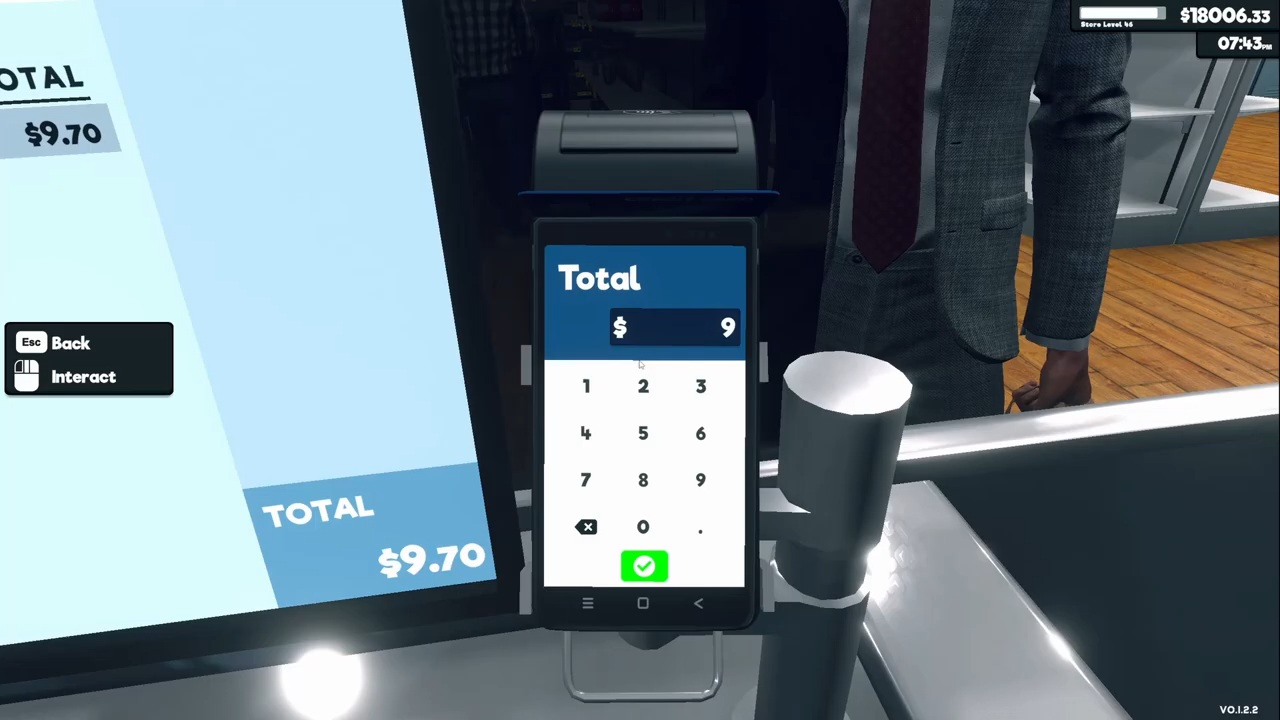 OTAL
$9.70
TOTAL
$9.70
Esc Back
Interact
Total
$ 9
1 2 3
4 5 6
7 8 9
0 .
$18006.33
Store Level 46
07:43PM
V0.1.2.2